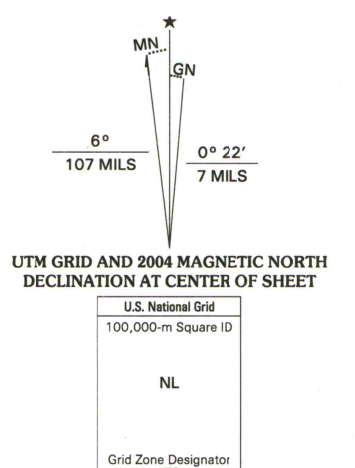 ★
MN
GN
6°
107 MILS
0° 22'
7 MILS
UTM GRID AND 2004 MAGNETIC NORTH
DECLINATION AT CENTER OF SHEET
U.S. National Grid
100,000-m Square ID
NL
Grid Zone Designator